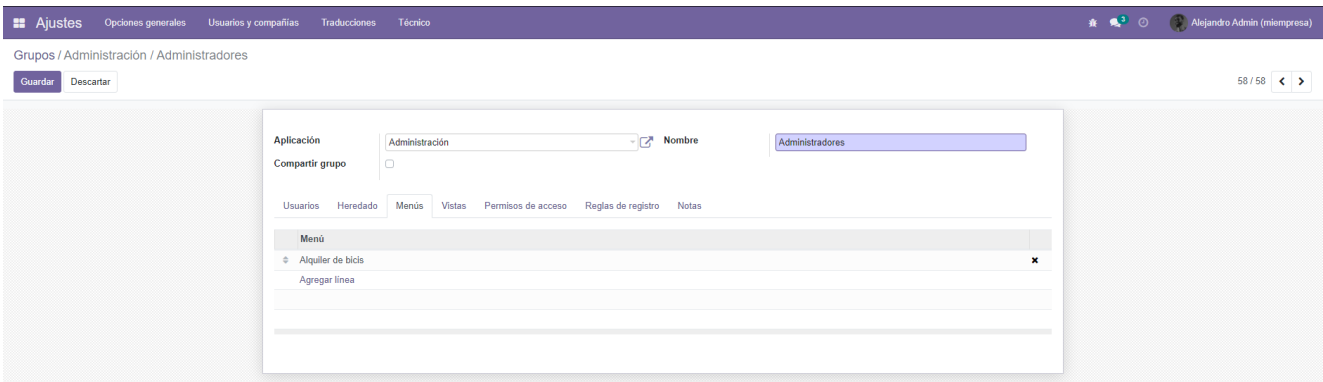 Ajustes Opciones generales Usuarios y compañías Traducciones Técnico 3 Alejandro Admin (miempresa)
Grupos / Administración / Administradores
Guardar Descartar 58 / 58
Aplicación Administración Nombre Administradores
Compartir grupo
Usuarios Heredado Menús Vistas Permisos de acceso Reglas de registro Notas
Menú
Alquiler de bicis
Agregar línea